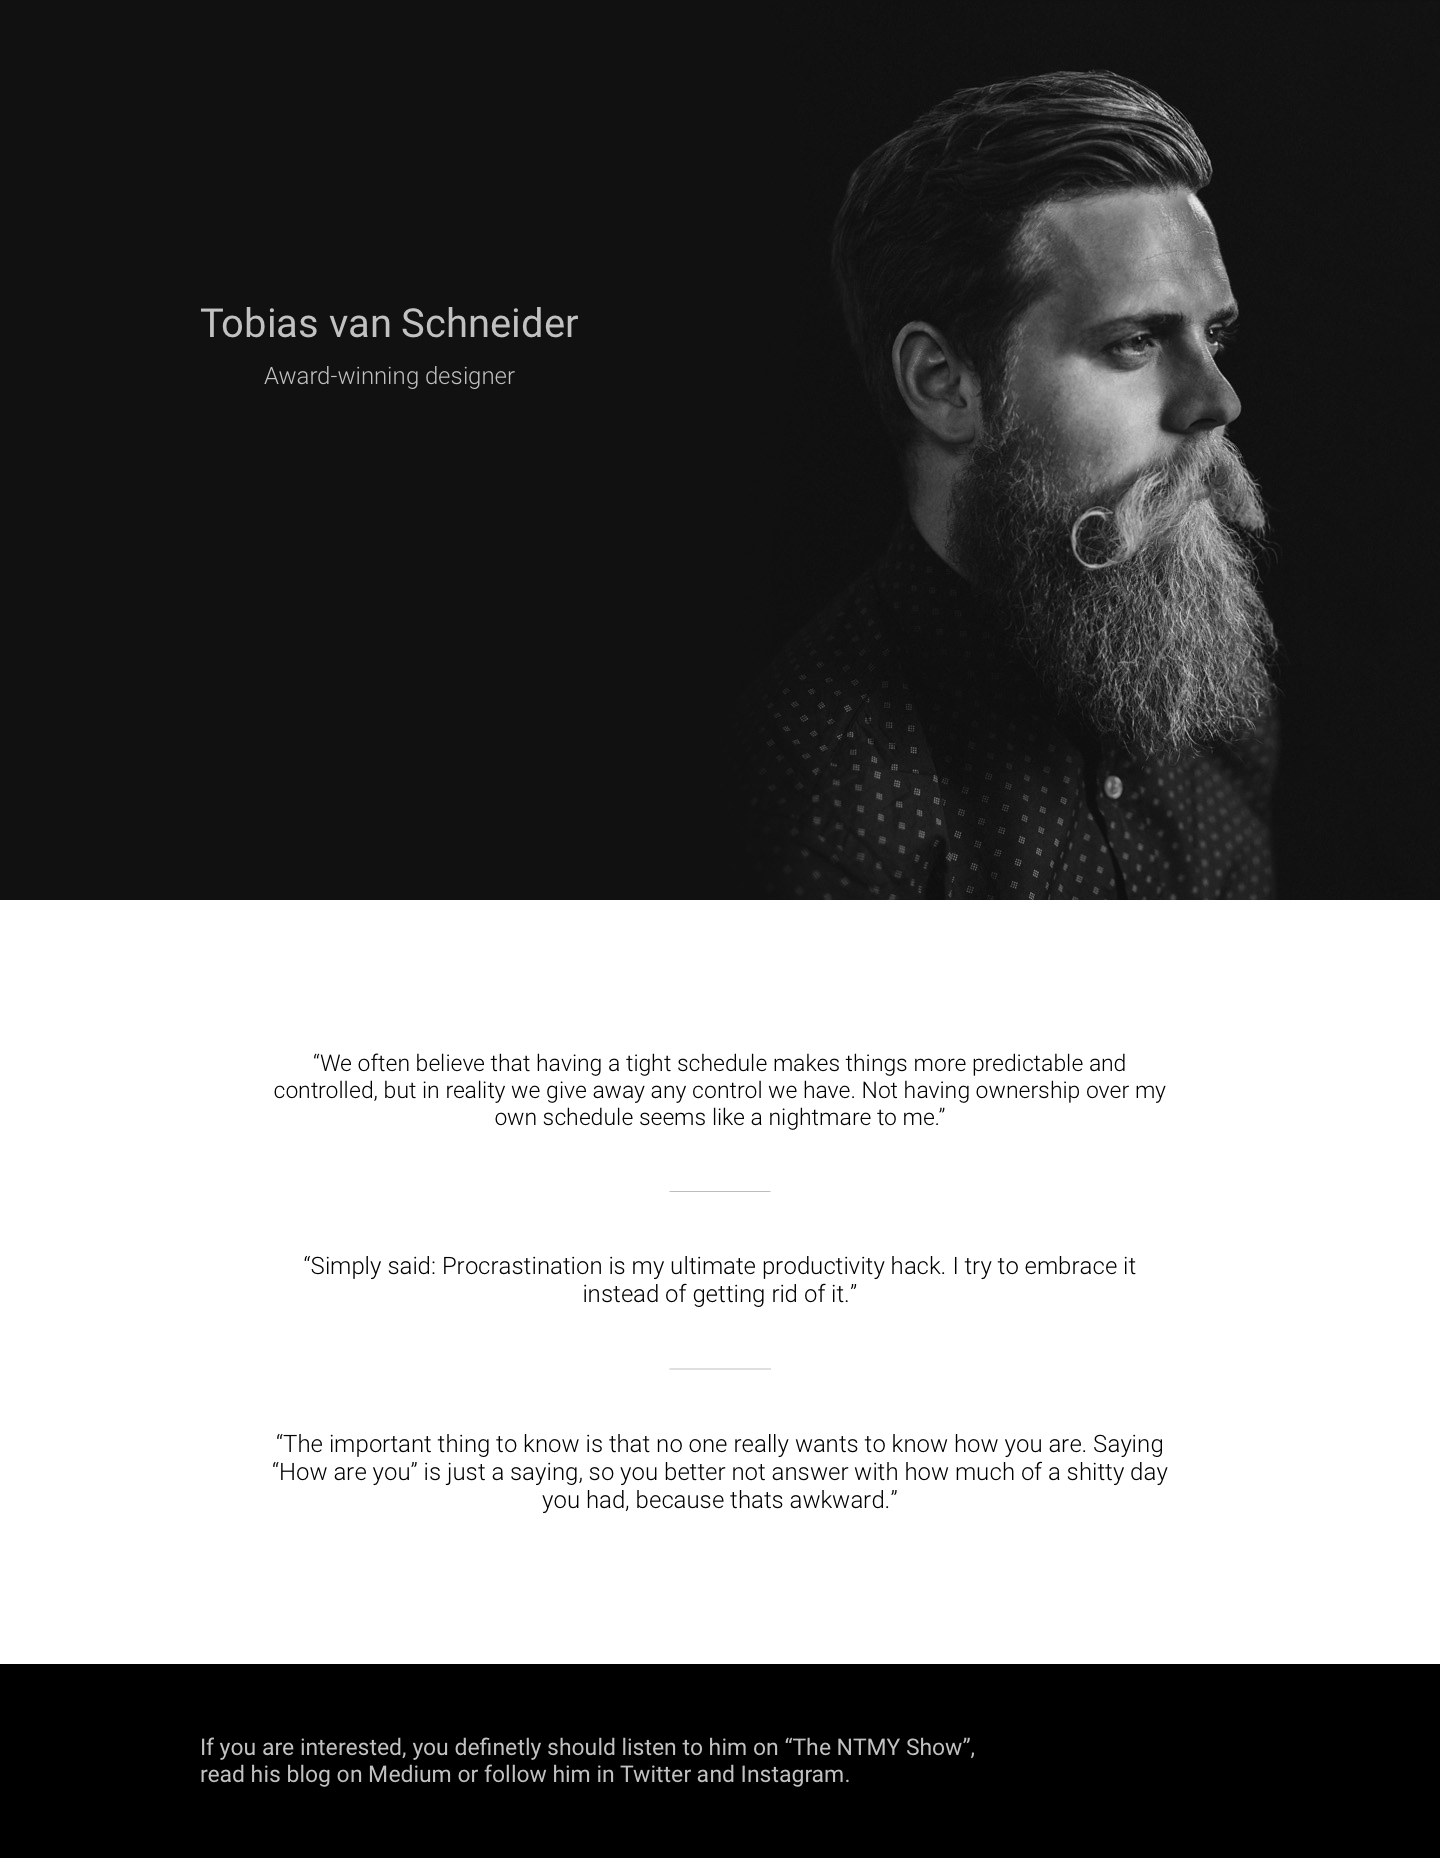 Tobias van Schneider
Award-winning designer
“We often believe that having a tight schedule makes things more predictable and
controlled, but in reality we give away any control we have. Not having ownership over my
own schedule seems like a nightmare to me.”
“Simply said: Procrastination is my ultimate productivity hack. I try to embrace it
instead of getting rid of it.”
“The important thing to know is that no one really wants to know how you are. Saying
“How are you” is just a saying, so you better not answer with how much of a shitty day
you had, because thats awkward.”
If you are interested, you definetly should listen to him on “The NTMY Show”,
read his blog on Medium or follow him in Twitter and Instagram.